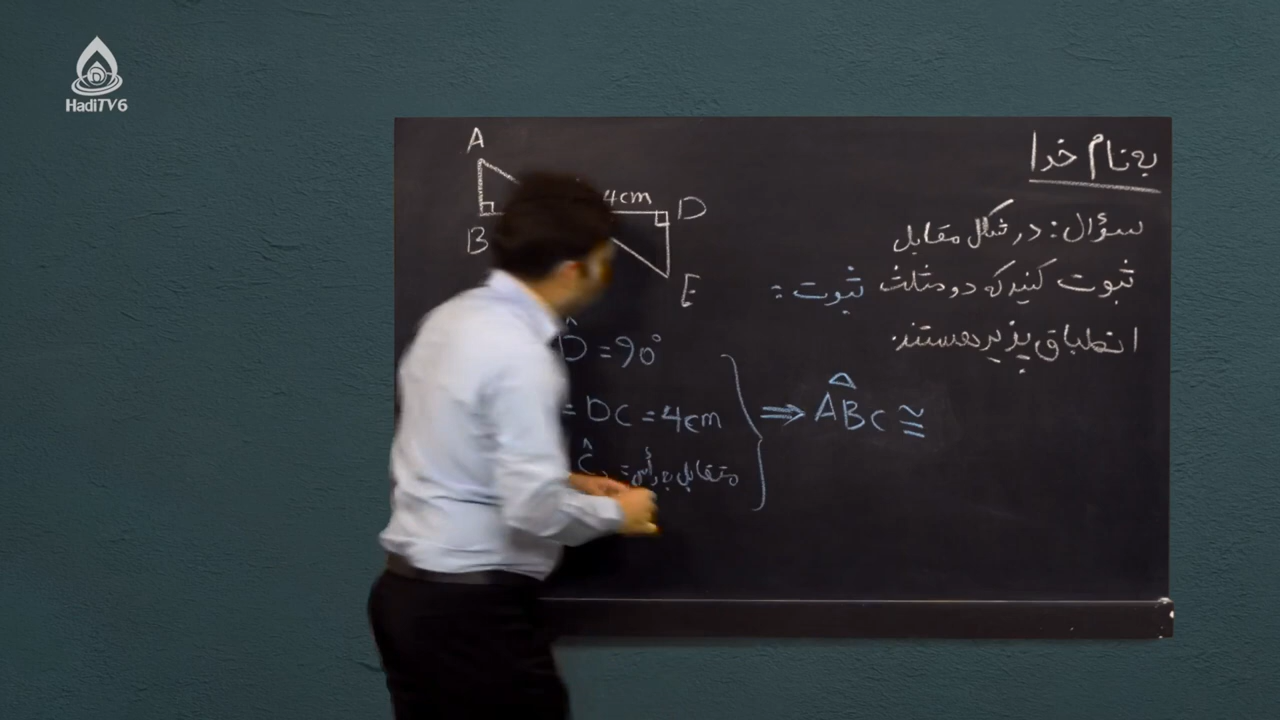 HadiTV6
به نام خدا
سؤال: در شکل مقابل
ثبوت کنید که دو مثلث
انطباق پذیر هستند.
ثبوت:
A
4cm D
B
E
D̂ = 90°
= DC = 4cm
Ĉ متقابل به رأس =
⇒ AB̂C ≅